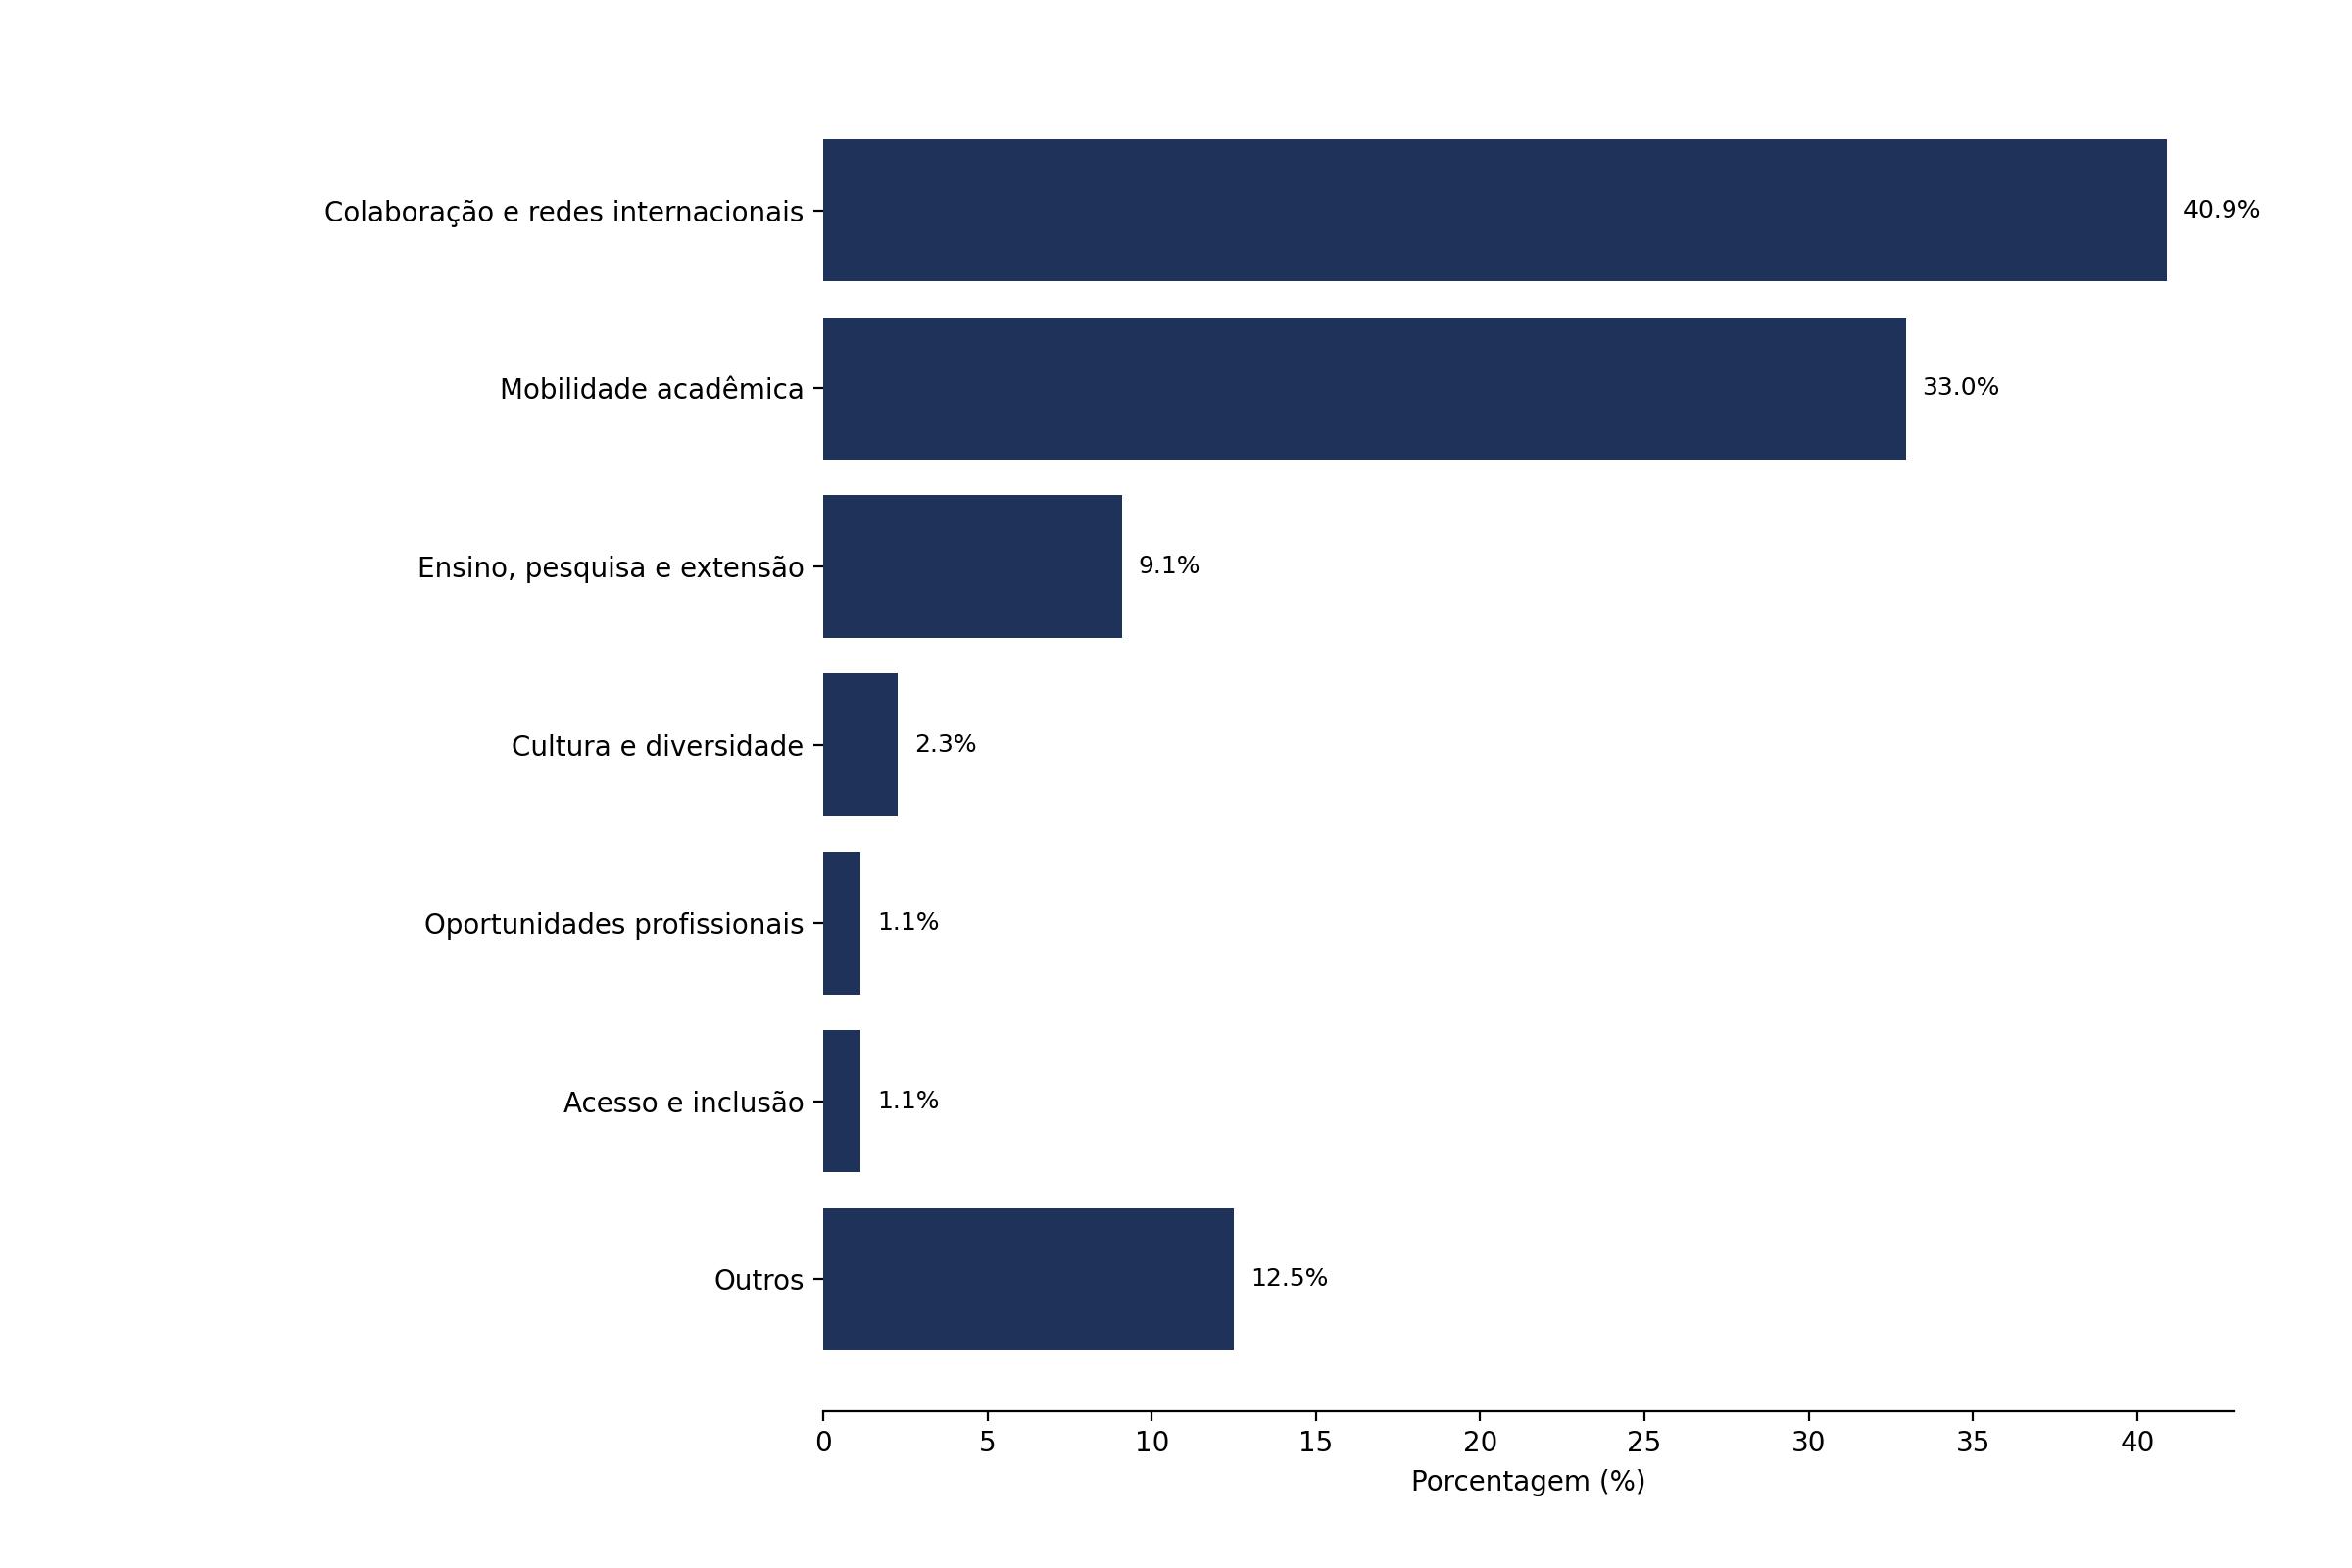 Colaboração e redes internacionais 40.9%
Mobilidade acadêmica 33.0%
Ensino, pesquisa e extensão 9.1%
Cultura e diversidade 2.3%
Oportunidades profissionais 1.1%
Acesso e inclusão 1.1%
Outros 12.5%
0 5 10 15 20 25 30 35 40
Porcentagem (%)